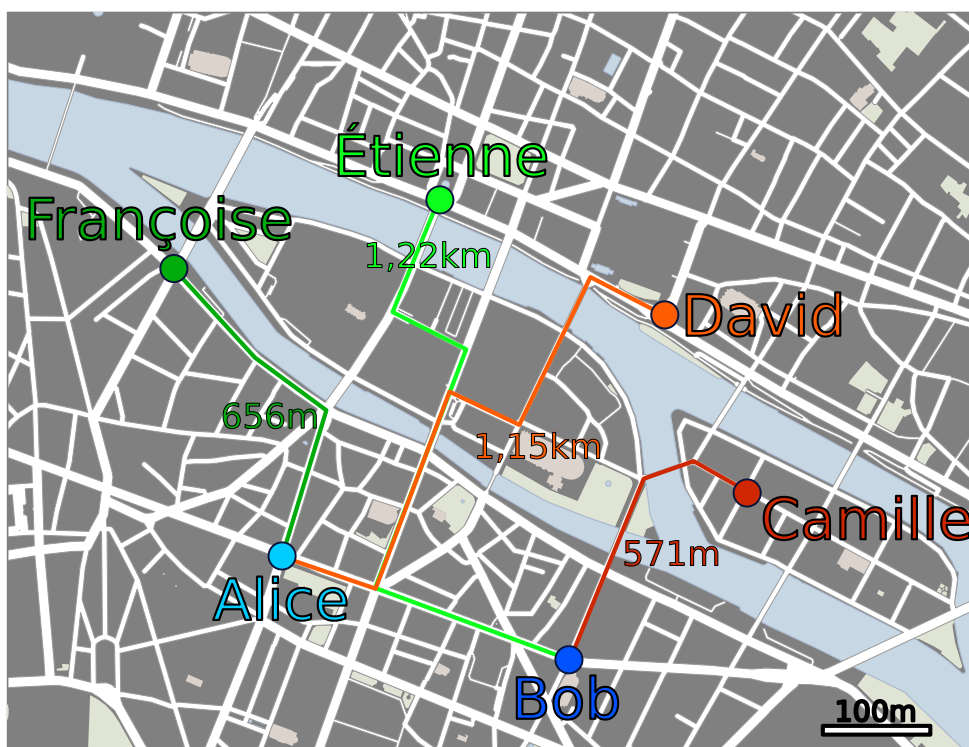 Étienne
Françoise
1,22km
David
656m
1,15km
Camille
571m
Alice
Bob
100m